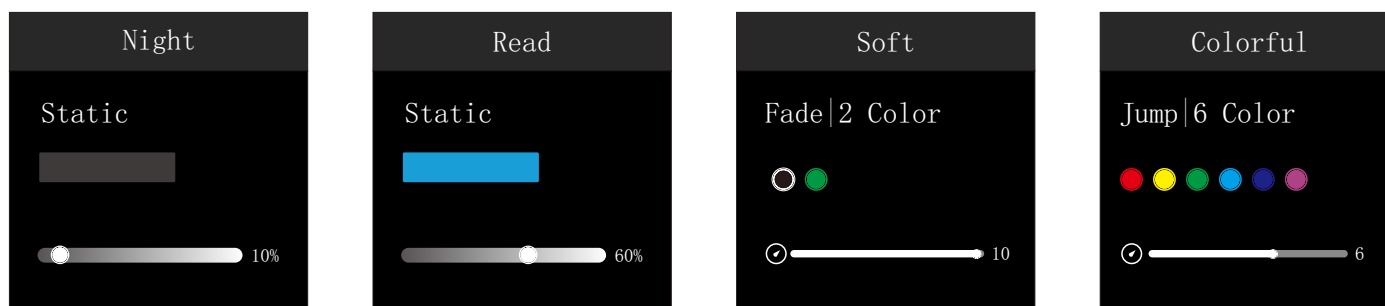 Night
Static
10%
Read
Static
60%
Soft
Fade|2 Color
10
Colorful
Jump|6 Color
6